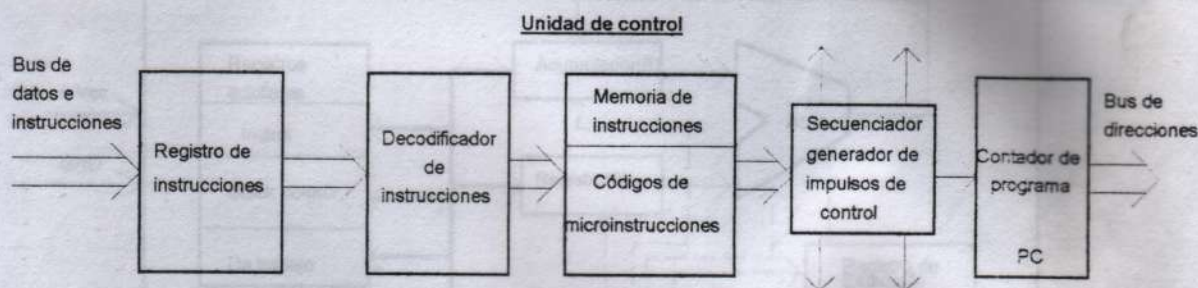 Unidad de control
Bus de
datos e
instrucciones
Registro de
instrucciones
Decodificador
de
instrucciones
Memoria de
instrucciones
Códigos de
microinstrucciones
Secuenciador
generador de
impulsos de
control
Contador de
programa
PC
Bus de
direcciones